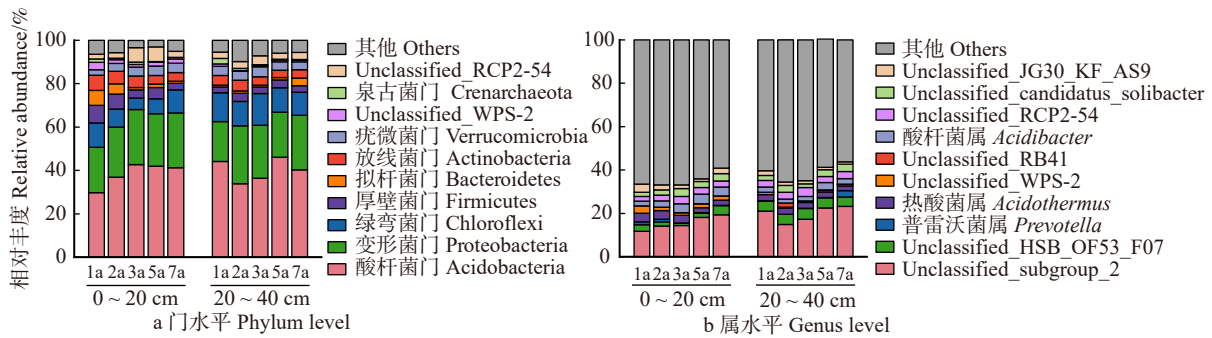 相对丰度 Relative abundance/%
100
80
60
40
20
0
1a 2a 3a 5a 7a
1a 2a 3a 5a 7a
0 ~ 20 cm
20 ~ 40 cm
a 门水平 Phylum level
其他 Others
Unclassified_RCP2-54
泉古菌门 Crenarchaeota
Unclassified_WPS-2
疣微菌门 Verrucomicrobia
放线菌门 Actinobacteria
拟杆菌门 Bacteroidetes
厚壁菌门 Firmicutes
绿弯菌门 Chloroflexi
变形菌门 Proteobacteria
酸杆菌门 Acidobacteria
100
80
60
40
20
0
1a 2a 3a 5a 7a
1a 2a 3a 5a 7a
0 ~ 20 cm
20 ~ 40 cm
b 属水平 Genus level
其他 Others
Unclassified_JG30_KF_AS9
Unclassified_candidatus_solibacter
Unclassified_RCP2-54
酸杆菌属 Acidibacter
Unclassified_RB41
Unclassified_WPS-2
热酸菌属 Acidothermus
普雷沃菌属 Prevotella
Unclassified_HSB_OF53_F07
Unclassified_subgroup_2